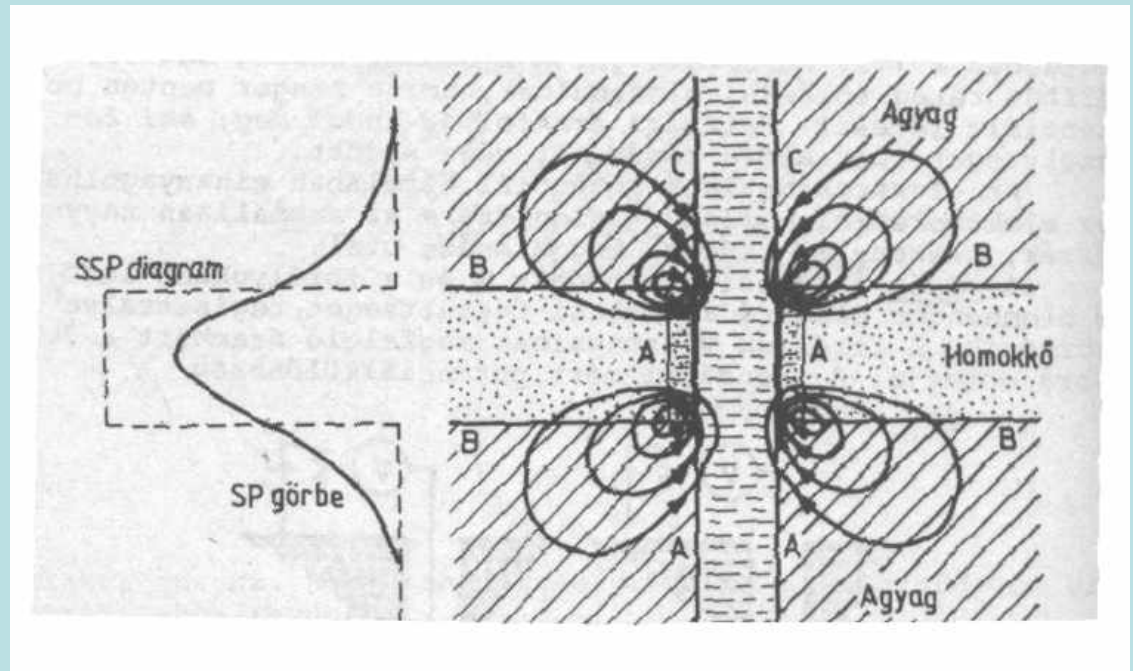 Agyag
C C
SSP diagram
B B
A A
Homokkő
B B
SP görbe
A A
Agyag